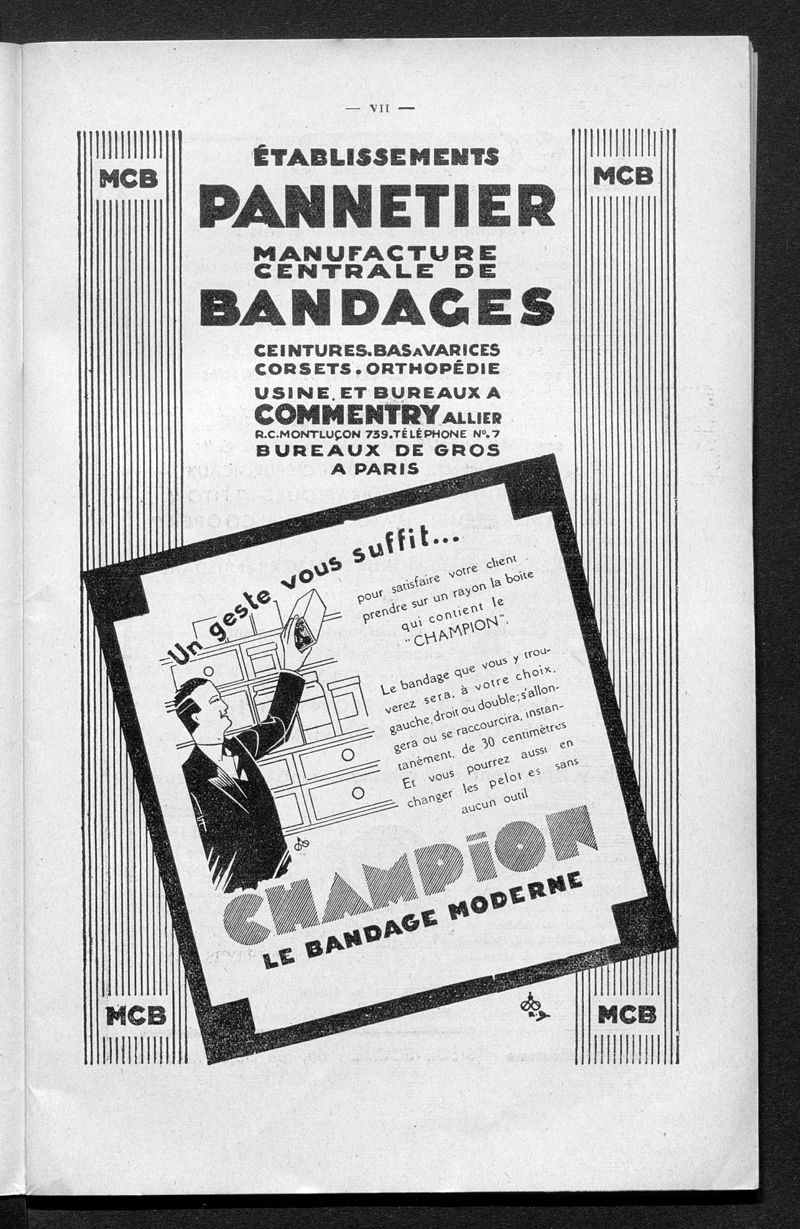 — VII —
MCB
MCB
ÉTABLISSEMENTS
PANNETIER
MANUFACTURE
CENTRALE DE
BANDAGES
CEINTURES.BAS A VARICES
CORSETS.ORTHOPÉDIE
USINE. ET BUREAUX A
COMMENTRY ALLIER
R.C.MONTLUÇON 739.TÉLÉPHONE Nº.7
BUREAUX DE GROS
A PARIS
Un geste vous suffit...
pour satisfaire votre client .
prendre sur un rayon la boite
qui contient le
"CHAMPION".
Le bandage que vous y trou-
verez sera, à votre choix,
gauche, droit ou double; s'allon-
gera ou se raccourcira, instan-
tanément, de 30 centimètres
Et vous pourrez aussi en
changer les pelotes sans
aucun outil
CHAMPION
LE BANDAGE MODERNE
MCB
MCB